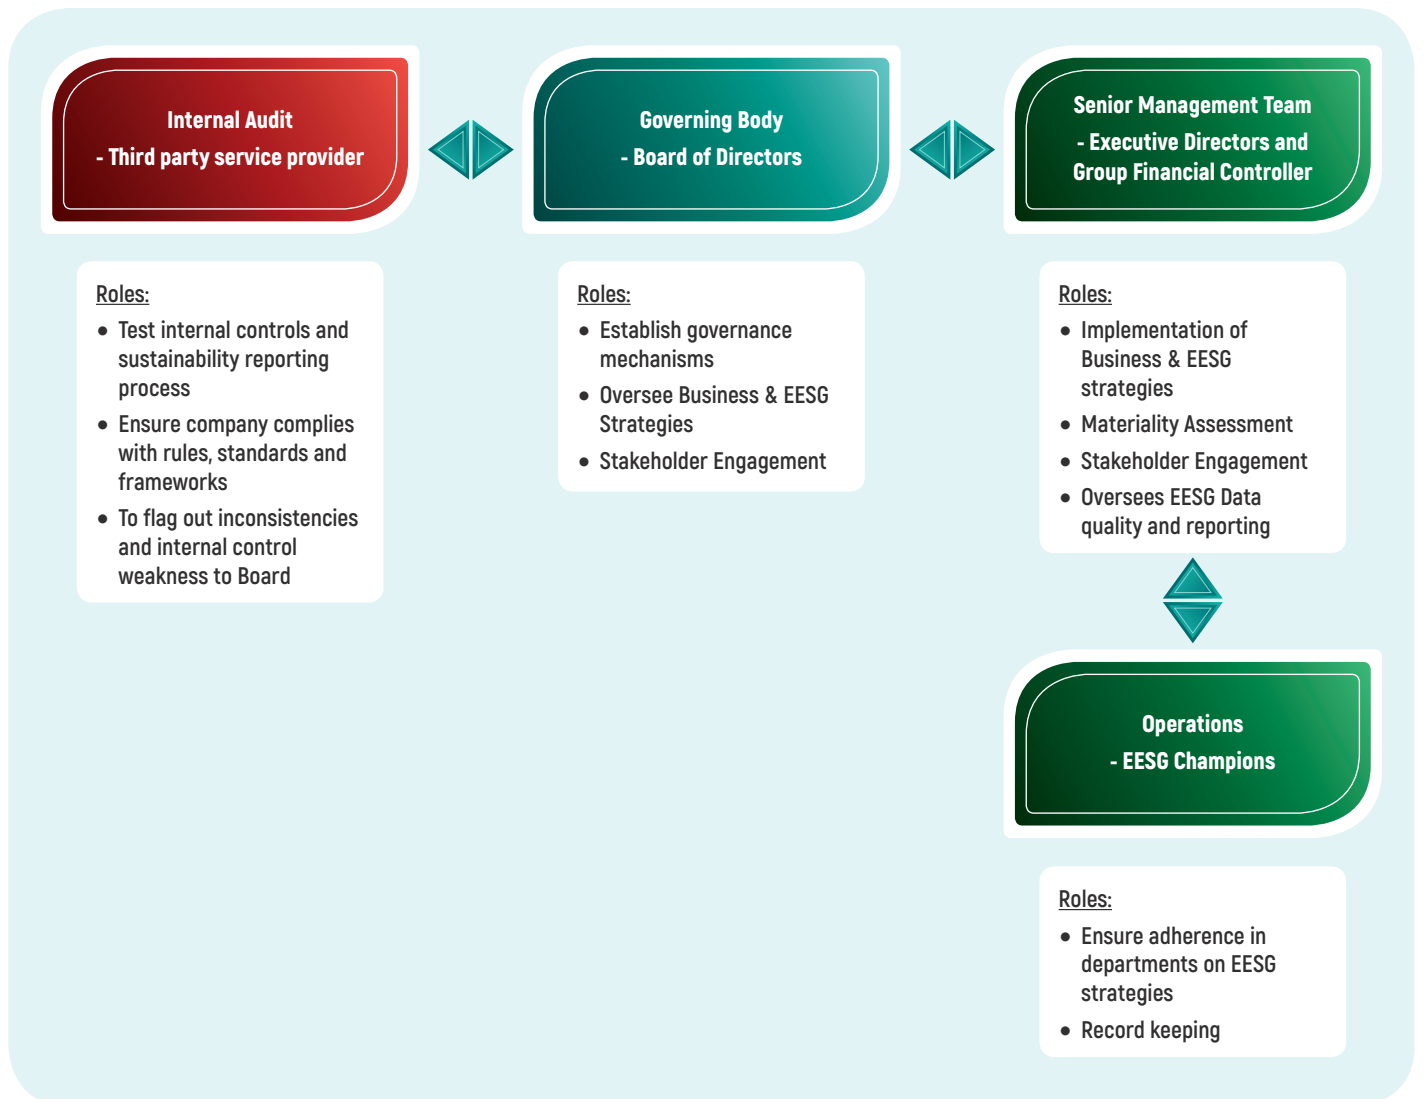 Internal Audit
- Third party service provider
Governing Body
- Board of Directors
Senior Management Team
- Executive Directors and
Group Financial Controller
Roles:
● Test internal controls and
sustainability reporting
process
● Ensure company complies
with rules, standards and
frameworks
● To flag out inconsistencies
and internal control
weakness to Board
Roles:
● Establish governance
mechanisms
● Oversee Business & EESG
Strategies
● Stakeholder Engagement
Roles:
● Implementation of
Business & EESG
strategies
● Materiality Assessment
● Stakeholder Engagement
● Oversees EESG Data
quality and reporting
Operations
- EESG Champions
Roles:
● Ensure adherence in
departments on EESG
strategies
● Record keeping